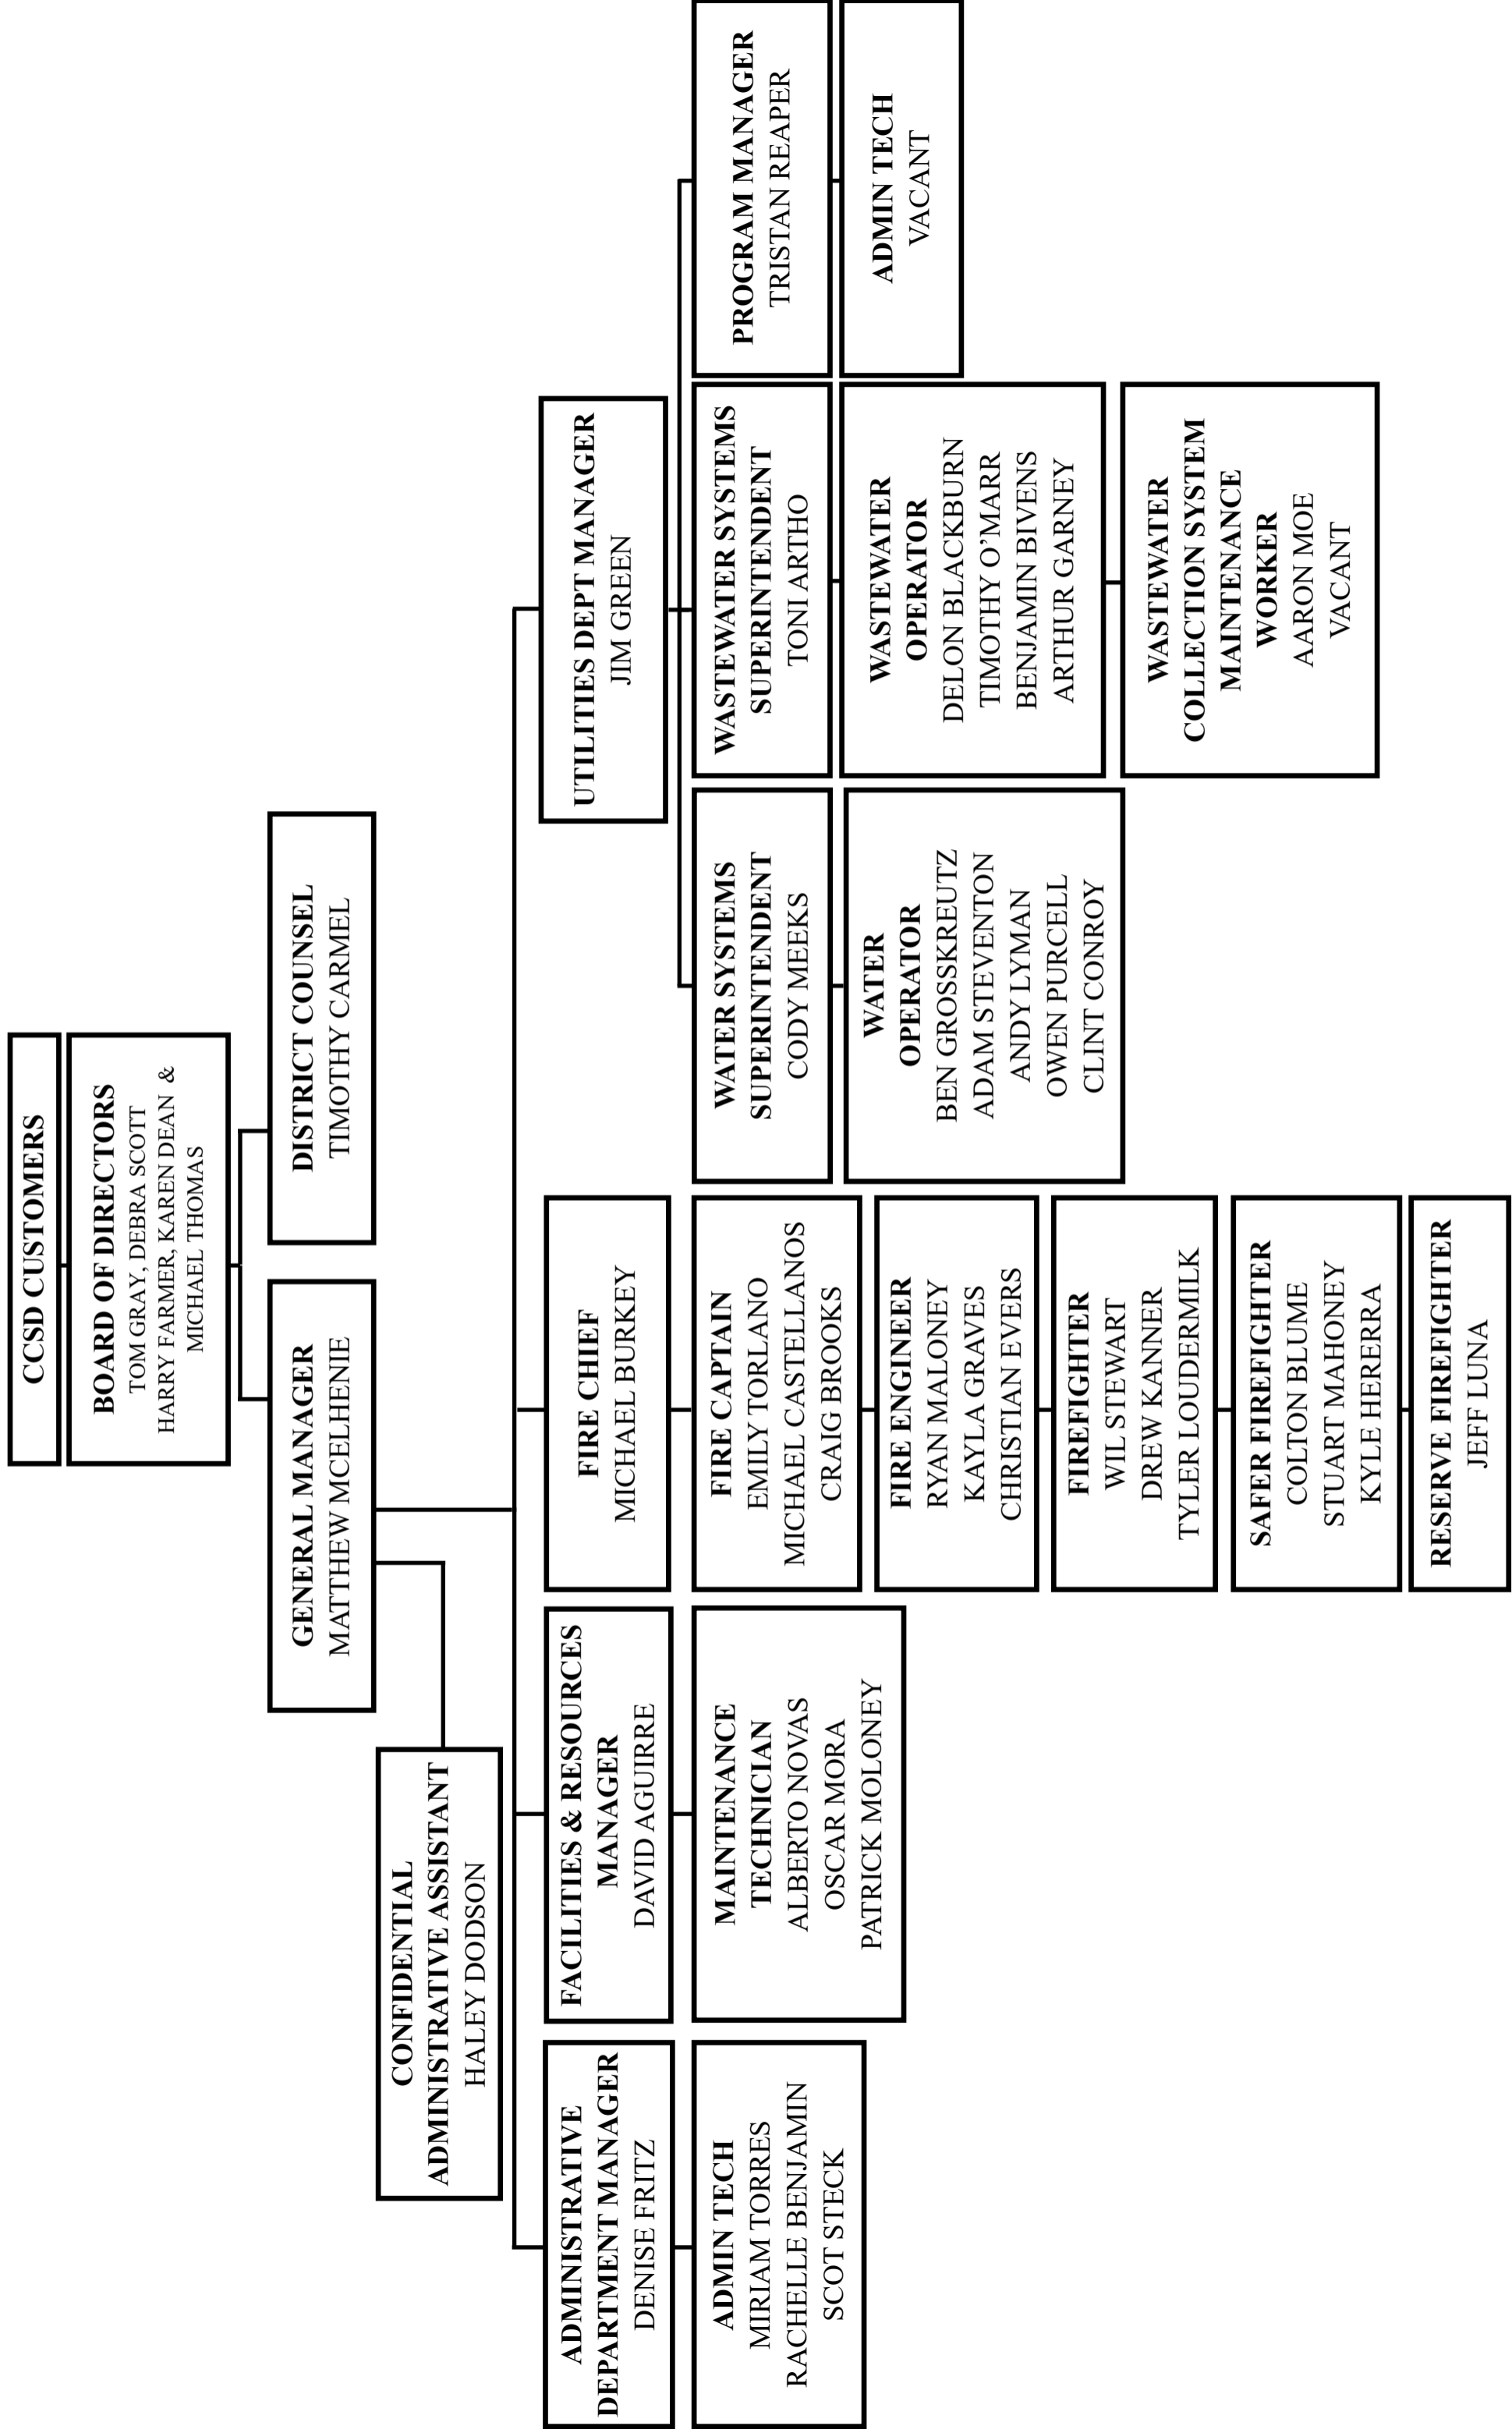 CCSD CUSTOMERS
BOARD OF DIRECTORS
TOM GRAY, DEBRA SCOTT
HARRY FARMER, KAREN DEAN &
MICHAEL THOMAS
GENERAL MANAGER
MATTHEW MCELHENIE
DISTRICT COUNSEL
TIMOTHY CARMEL
CONFIDENTIAL
ADMINISTRATIVE ASSISTANT
HALEY DODSON
ADMINISTRATIVE
DEPARTMENT MANAGER
DENISE FRITZ
ADMIN TECH
MIRIAM TORRES
RACHELLE BENJAMIN
SCOT STECK
FACILITIES & RESOURCES
MANAGER
DAVID AGUIRRE
MAINTENANCE
TECHNICIAN
ALBERTO NOVAS
OSCAR MORA
PATRICK MOLONEY
FIRE CHIEF
MICHAEL BURKEY
FIRE CAPTAIN
EMILY TORLANO
MICHAEL CASTELLANOS
CRAIG BROOKS
FIRE ENGINEER
RYAN MALONEY
KAYLA GRAVES
CHRISTIAN EVERS
FIREFIGHTER
WIL STEWART
DREW KANNER
TYLER LOUDERMILK
SAFER FIREFIGHTER
COLTON BLUME
STUART MAHONEY
KYLE HERERRA
RESERVE FIREFIGHTER
JEFF LUNA
UTILITIES DEPT MANAGER
JIM GREEN
WATER SYSTEMS
SUPERINTENDENT
CODY MEEKS
WATER
OPERATOR
BEN GROSSKREUTZ
ADAM STEVENTON
ANDY LYMAN
OWEN PURCELL
CLINT CONROY
WASTEWATER SYSTEMS
SUPERINTENDENT
TONI ARTHO
WASTEWATER
OPERATOR
DELON BLACKBURN
TIMOTHY O’MARR
BENJAMIN BIVENS
ARTHUR GARNEY
WASTEWATER
COLLECTION SYSTEM
MAINTENANCE
WORKER
AARON MOE
VACANT
PROGRAM MANAGER
TRISTAN REAPER
ADMIN TECH
VACANT